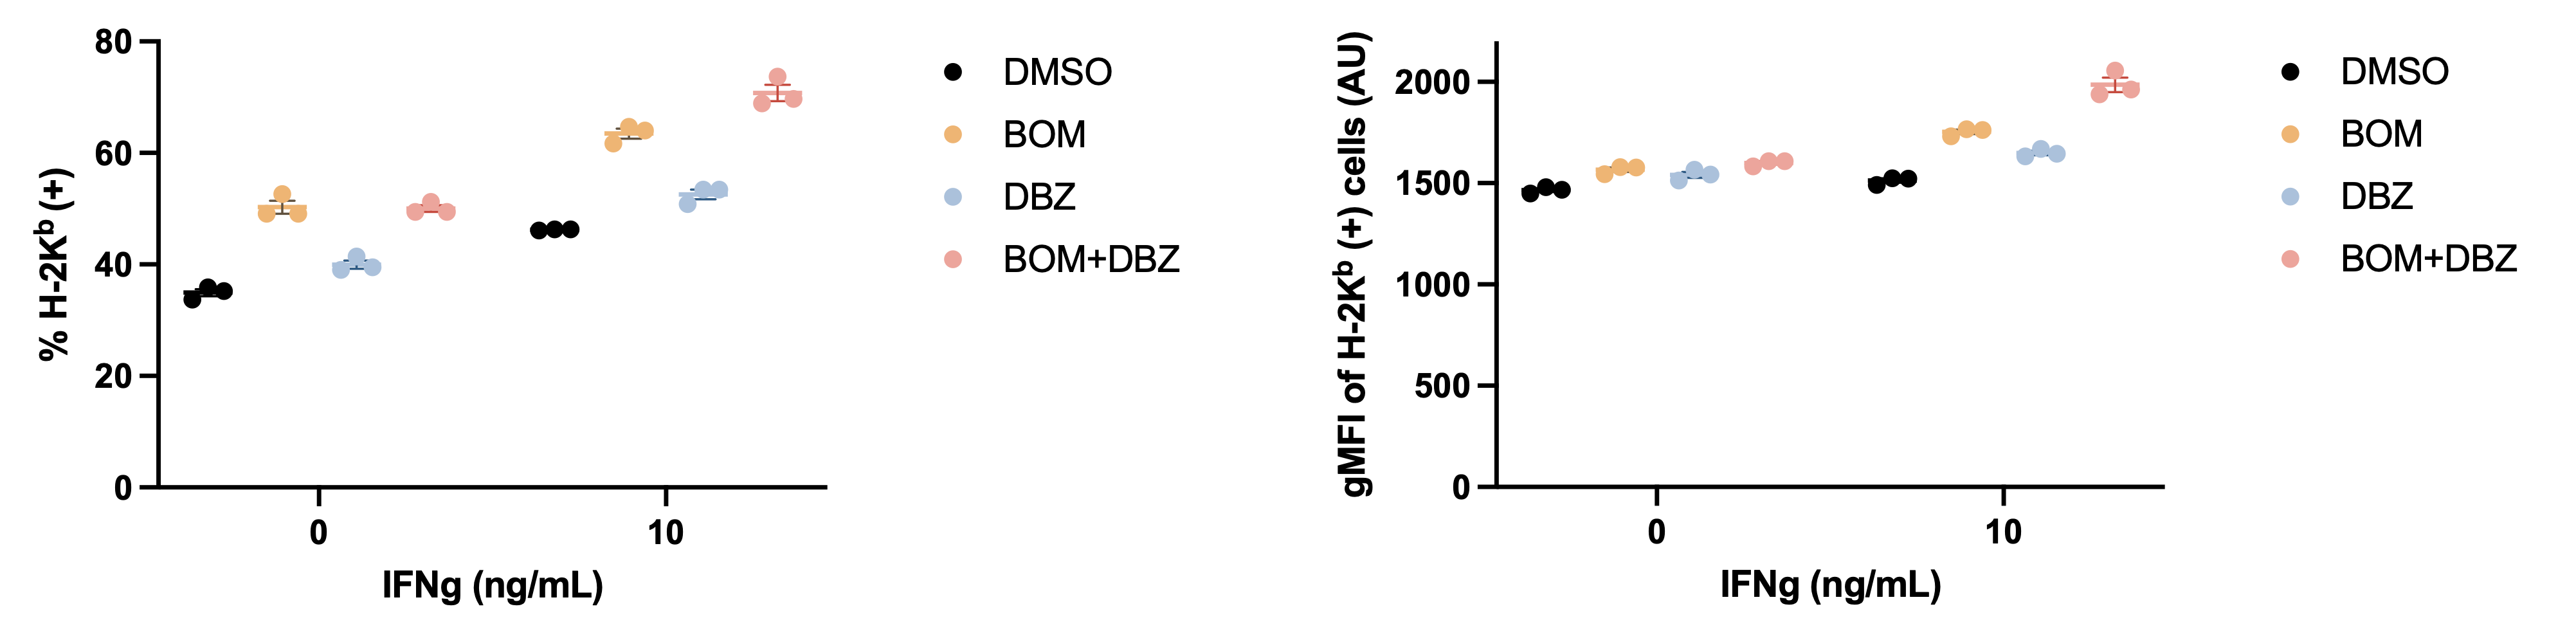 % H-2Kᵇ (+)
80
60
40
20
0
0
10
IFNg (ng/mL)
DMSO
BOM
DBZ
BOM+DBZ
gMFI of H-2Kᵇ (+) cells (AU)
2000
1500
1000
500
0
0
10
IFNg (ng/mL)
DMSO
BOM
DBZ
BOM+DBZ